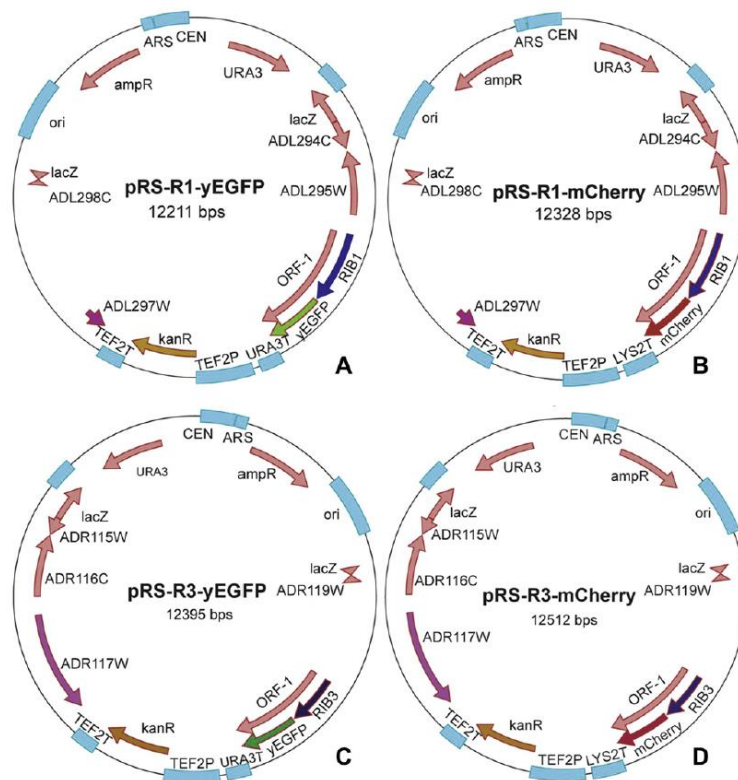 ARS CEN
URA3
ampR
ori
lacZ
ADL294C
lacZ
ADL298C
pRS-R1-yEGFP
12211 bps
ADL295W
ORF-1
RIB1
ADL297W
TEF2T
kanR
TEF2P
URA3T
yEGFP
A
ARS CEN
URA3
ampR
ori
lacZ
ADL294C
lacZ
ADL298C
pRS-R1-mCherry
12328 bps
ADL295W
ORF-1
RIB1
ADL297W
TEF2T
kanR
TEF2P
LYS2T
mCherry
B
CEN ARS
URA3
ampR
ori
lacZ
ADR115W
ADR116C
lacZ
ADR119W
pRS-R3-yEGFP
12395 bps
ADR117W
ORF-1
RIB3
TEF2T
kanR
TEF2P
URA3T
yEGFP
C
CEN ARS
URA3
ampR
ori
lacZ
ADR115W
ADR116C
lacZ
ADR119W
pRS-R3-mCherry
12512 bps
ADR117W
ORF-1
RIB3
TEF2T
kanR
TEF2P
LYS2T
mCherry
D